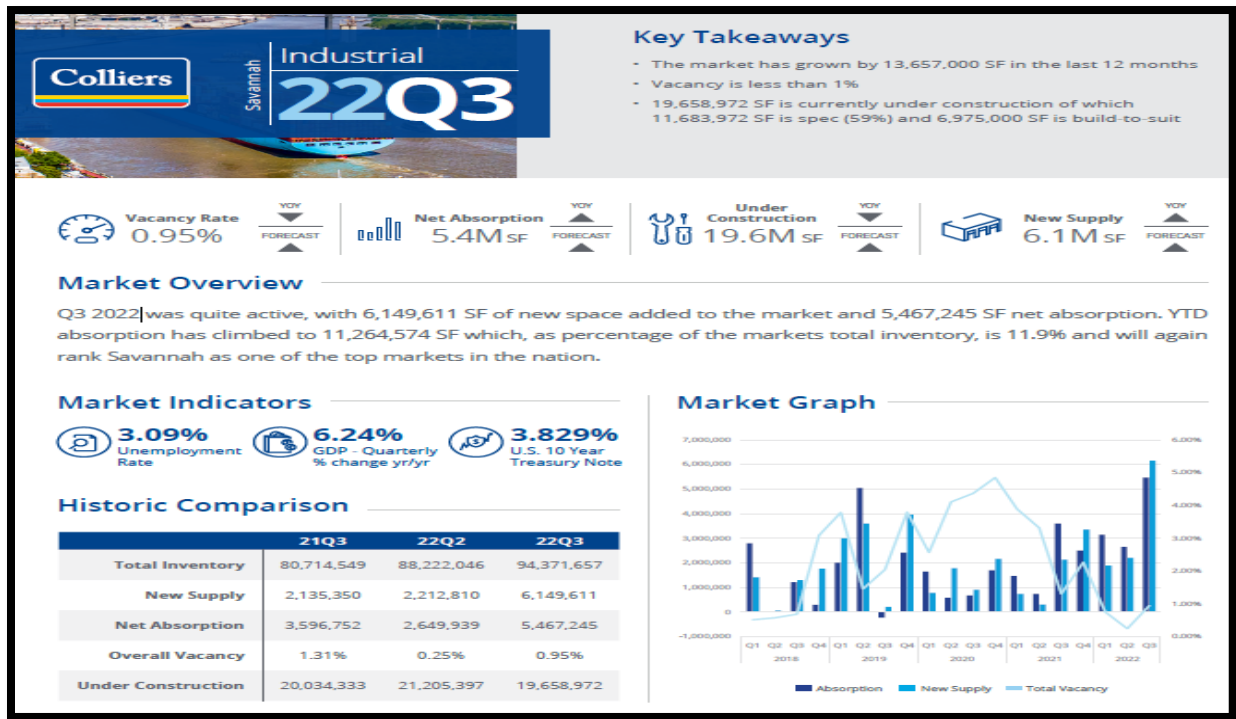 Colliers
Savannah
Industrial
22Q3
Key Takeaways
- The market has grown by 13,657,000 SF in the last 12 months
- Vacancy is less than 1%
- 19,658,972 SF is currently under construction of which
11,683,972 SF is spec (59%) and 6,975,000 SF is build-to-suit
Vacancy Rate
0.95%
YOY
FORECAST
Net Absorption
5.4M SF
YOY
FORECAST
Under
Construction
19.6M SF
YOY
FORECAST
New Supply
6.1M SF
YOY
FORECAST
Market Overview
Q3 2022 was quite active, with 6,149,611 SF of new space added to the market and 5,467,245 SF net absorption. YTD
absorption has climbed to 11,264,574 SF which, as percentage of the markets total inventory, is 11.9% and will again
rank Savannah as one of the top markets in the nation.
Market Indicators
3.09%
Unemployment
Rate
6.24%
GDP - Quarterly
% change yr/yr
3.829%
U.S. 10 Year
Treasury Note
Historic Comparison
21Q3 22Q2 22Q3
Total Inventory 80,714,549 88,222,046 94,371,657
New Supply 2,135,350 2,212,810 6,149,611
Net Absorption 3,596,752 2,649,939 5,467,245
Overall Vacancy 1.31% 0.25% 0.95%
Under Construction 20,034,333 21,205,397 19,658,972
Market Graph
7,000,000
6,000,000
5,000,000
4,000,000
3,000,000
2,000,000
1,000,000
0
-1,000,000
6.00%
5.00%
4.00%
3.00%
2.00%
1.00%
0.00%
Q1 Q2 Q3 Q4 Q1 Q2 Q3 Q4 Q1 Q2 Q3 Q4 Q1 Q2 Q3 Q4 Q1 Q2 Q3
2018 2019 2020 2021 2022
Absorption New Supply Total Vacancy